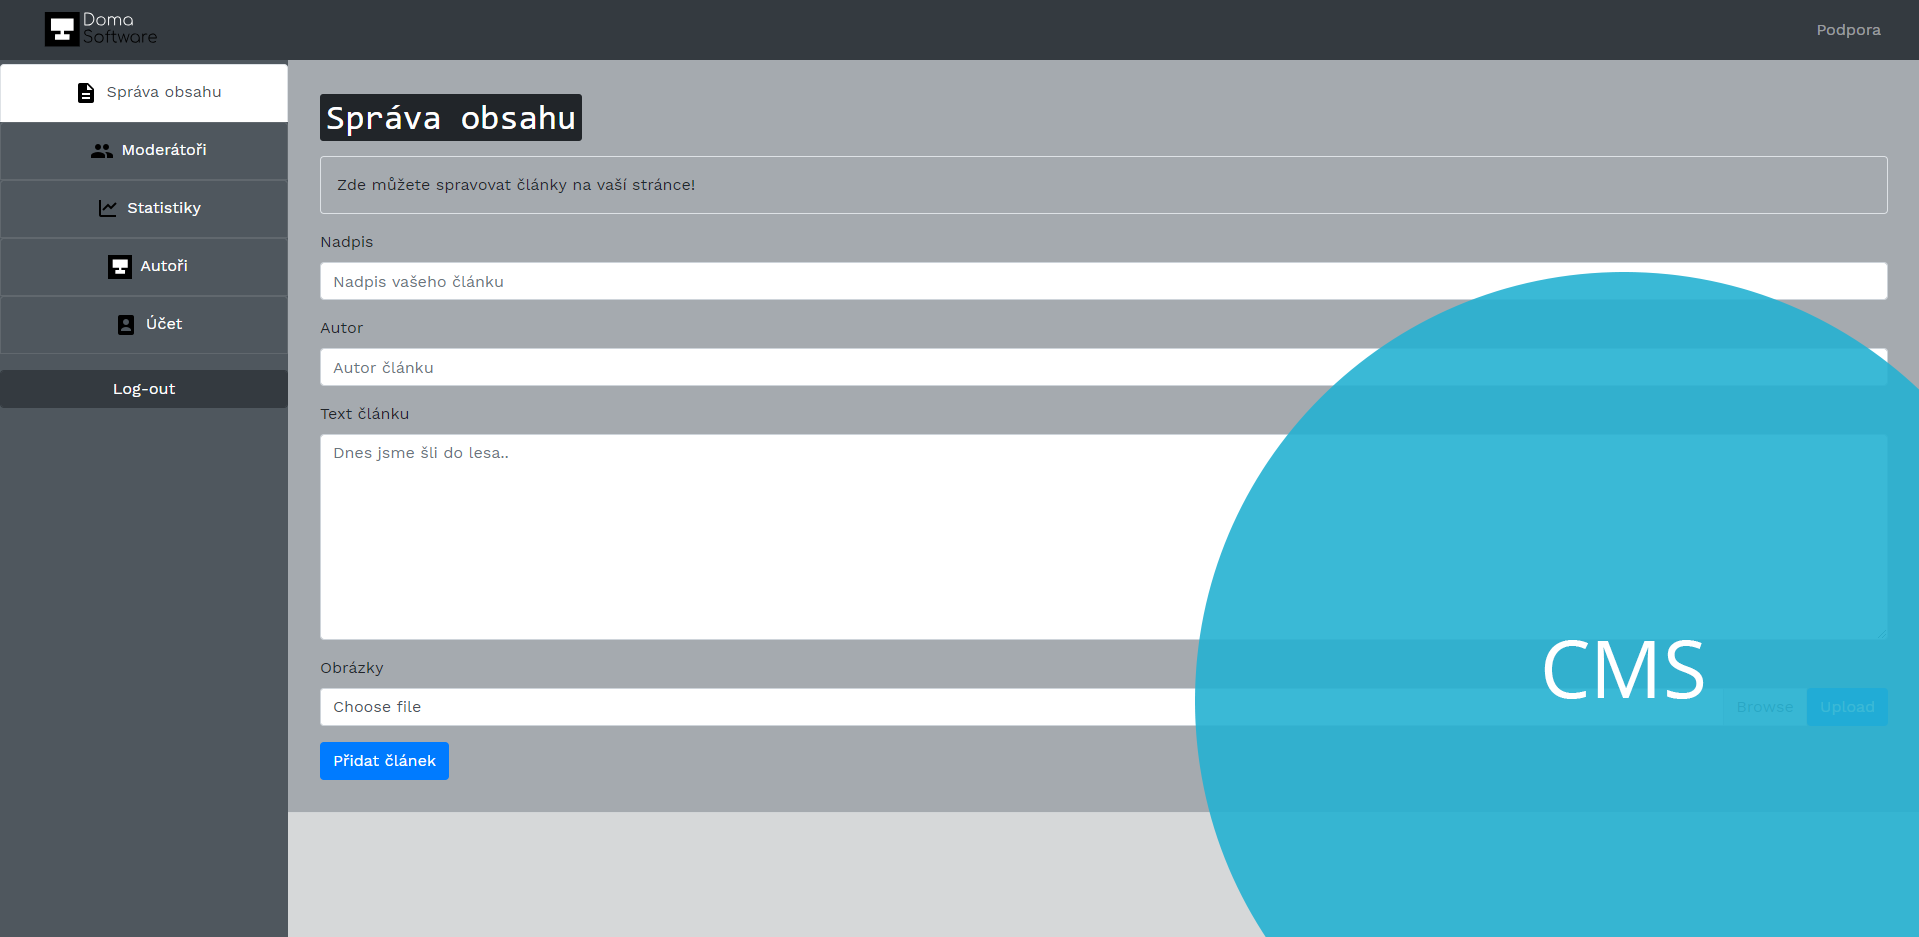 Doma
Software
Podpora
Správa obsahu
Moderátoři
Statistiky
Autoři
Účet
Log-out
Správa obsahu
Zde můžete spravovat články na vaší stránce!
Nadpis
Nadpis vašeho článku
Autor
Autor článku
Text článku
Dnes jsme šli do lesa..
Obrázky
Choose file
Browse
Upload
Přidat článek
CMS